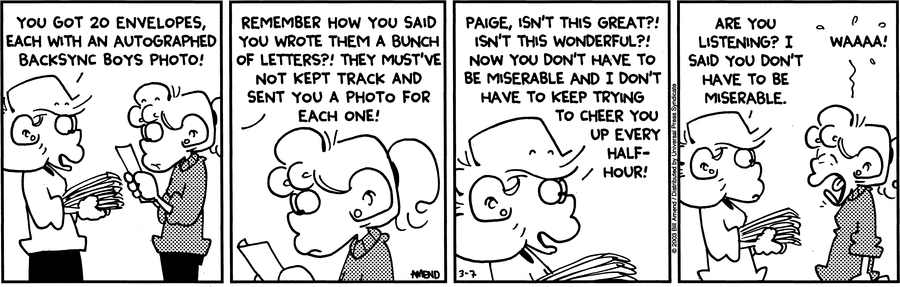 YOU GOT 20 ENVELOPES,
EACH WITH AN AUTOGRAPHED
BACKSYNC BOYS PHOTO!
REMEMBER HOW YOU SAID
YOU WROTE THEM A BUNCH
OF LETTERS?! THEY MUST'VE
NOT KEPT TRACK AND
SENT YOU A PHOTO FOR
EACH ONE!
AMEND
PAIGE, ISN'T THIS GREAT?!
ISN'T THIS WONDERFUL?!
NOW YOU DON'T HAVE TO
BE MISERABLE AND I DON'T
HAVE TO KEEP TRYING
TO CHEER YOU
UP EVERY
HALF-
HOUR!
3-7
© 2003 Bill Amend / Distributed by Universal Press Syndicate
ARE YOU
LISTENING? I
SAID YOU DON'T
HAVE TO BE
MISERABLE.
WAAAA!